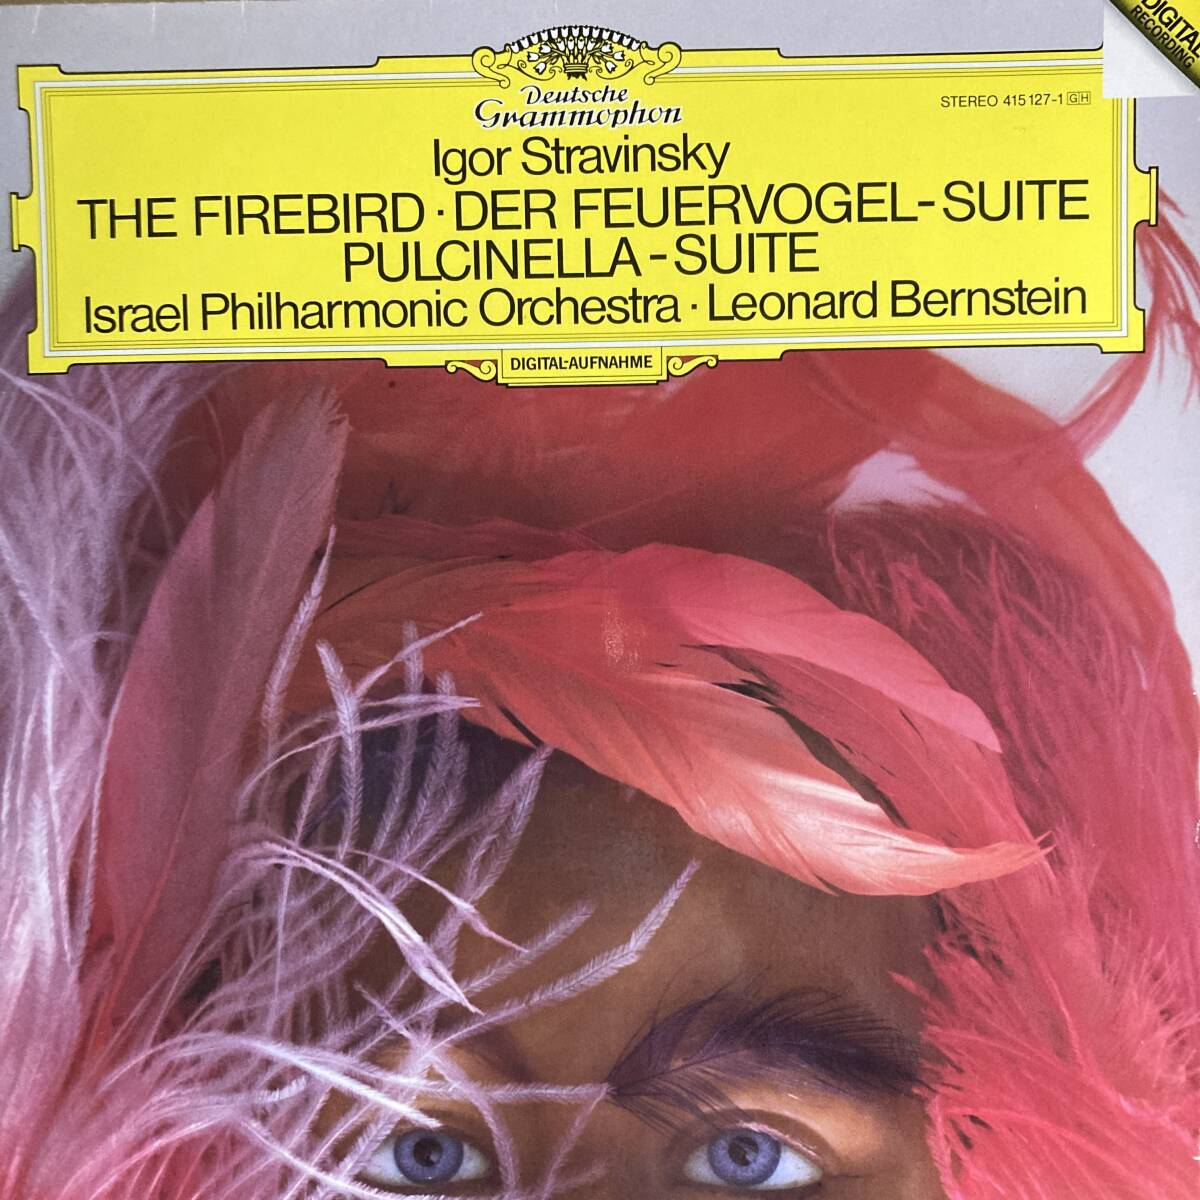 DIGITAL
RECORDING
Deutsche
Grammophon
STEREO 415 127-1 GH
Igor Stravinsky
THE FIREBIRD · DER FEUERVOGEL-SUITE
PULCINELLA-SUITE
Israel Philharmonic Orchestra · Leonard Bernstein
DIGITAL-AUFNAHME